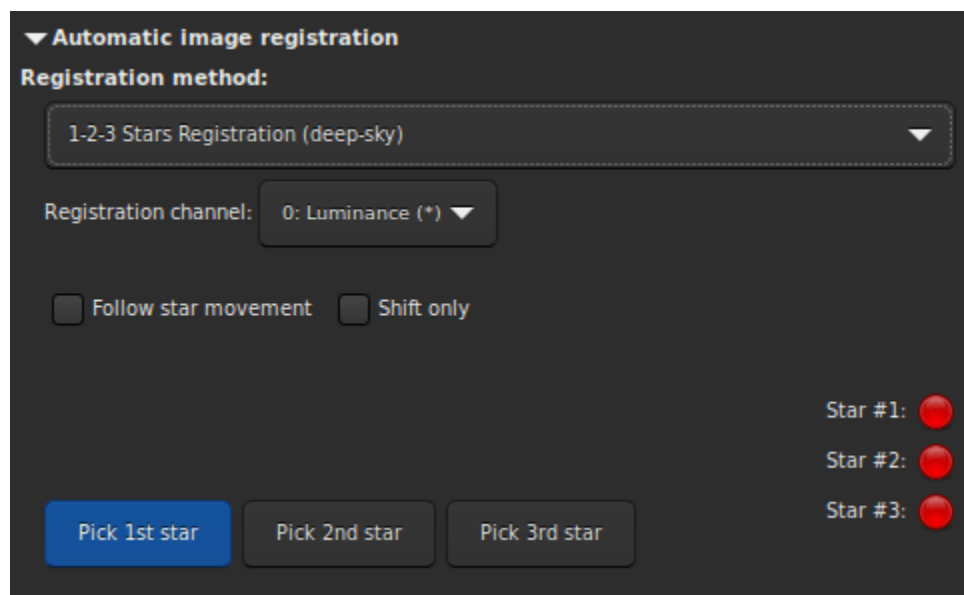 Automatic image registration
Registration method:
1-2-3 Stars Registration (deep-sky)
Registration channel: 0: Luminance (*)
Follow star movement Shift only
Star #1:
Star #2:
Star #3:
Pick 1st star Pick 2nd star Pick 3rd star